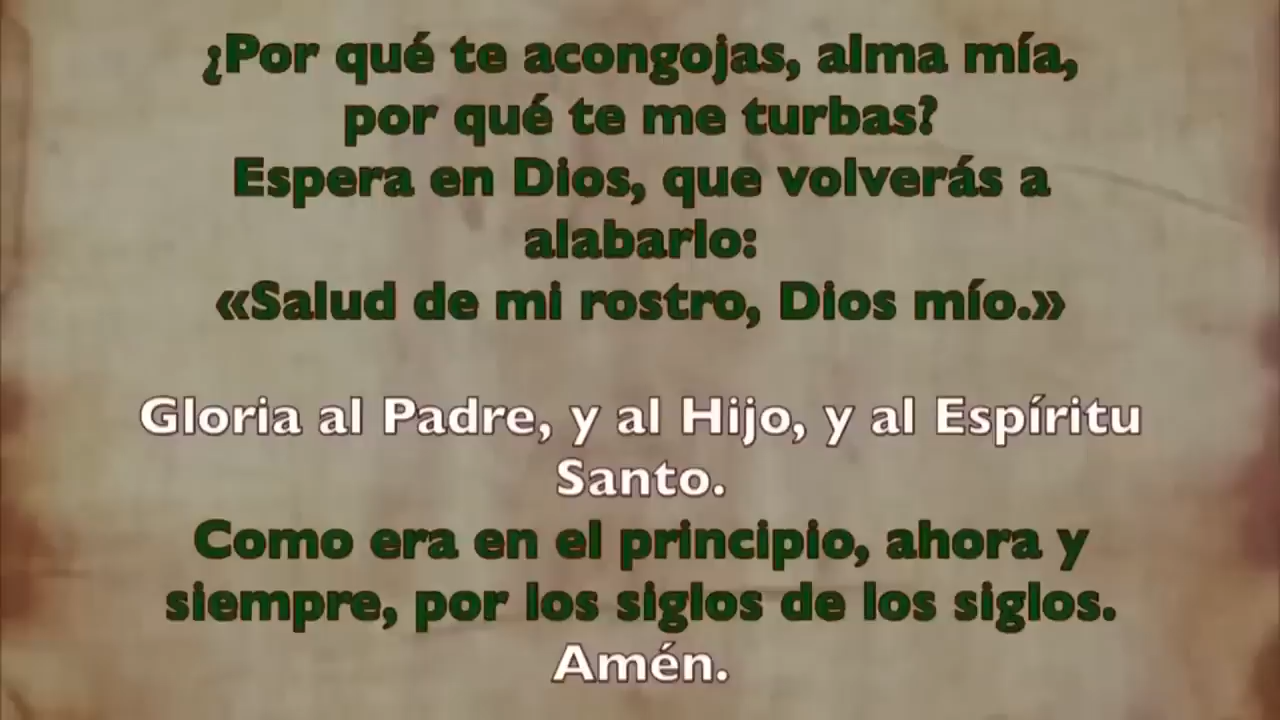 ¿Por qué te acongojas, alma mía,
por qué te me turbas?
Espera en Dios, que volverás a
alabarlo:
«Salud de mi rostro, Dios mío.»
Gloria al Padre, y al Hijo, y al Espíritu
Santo.
Como era en el principio, ahora y
siempre, por los siglos de los siglos.
Amén.